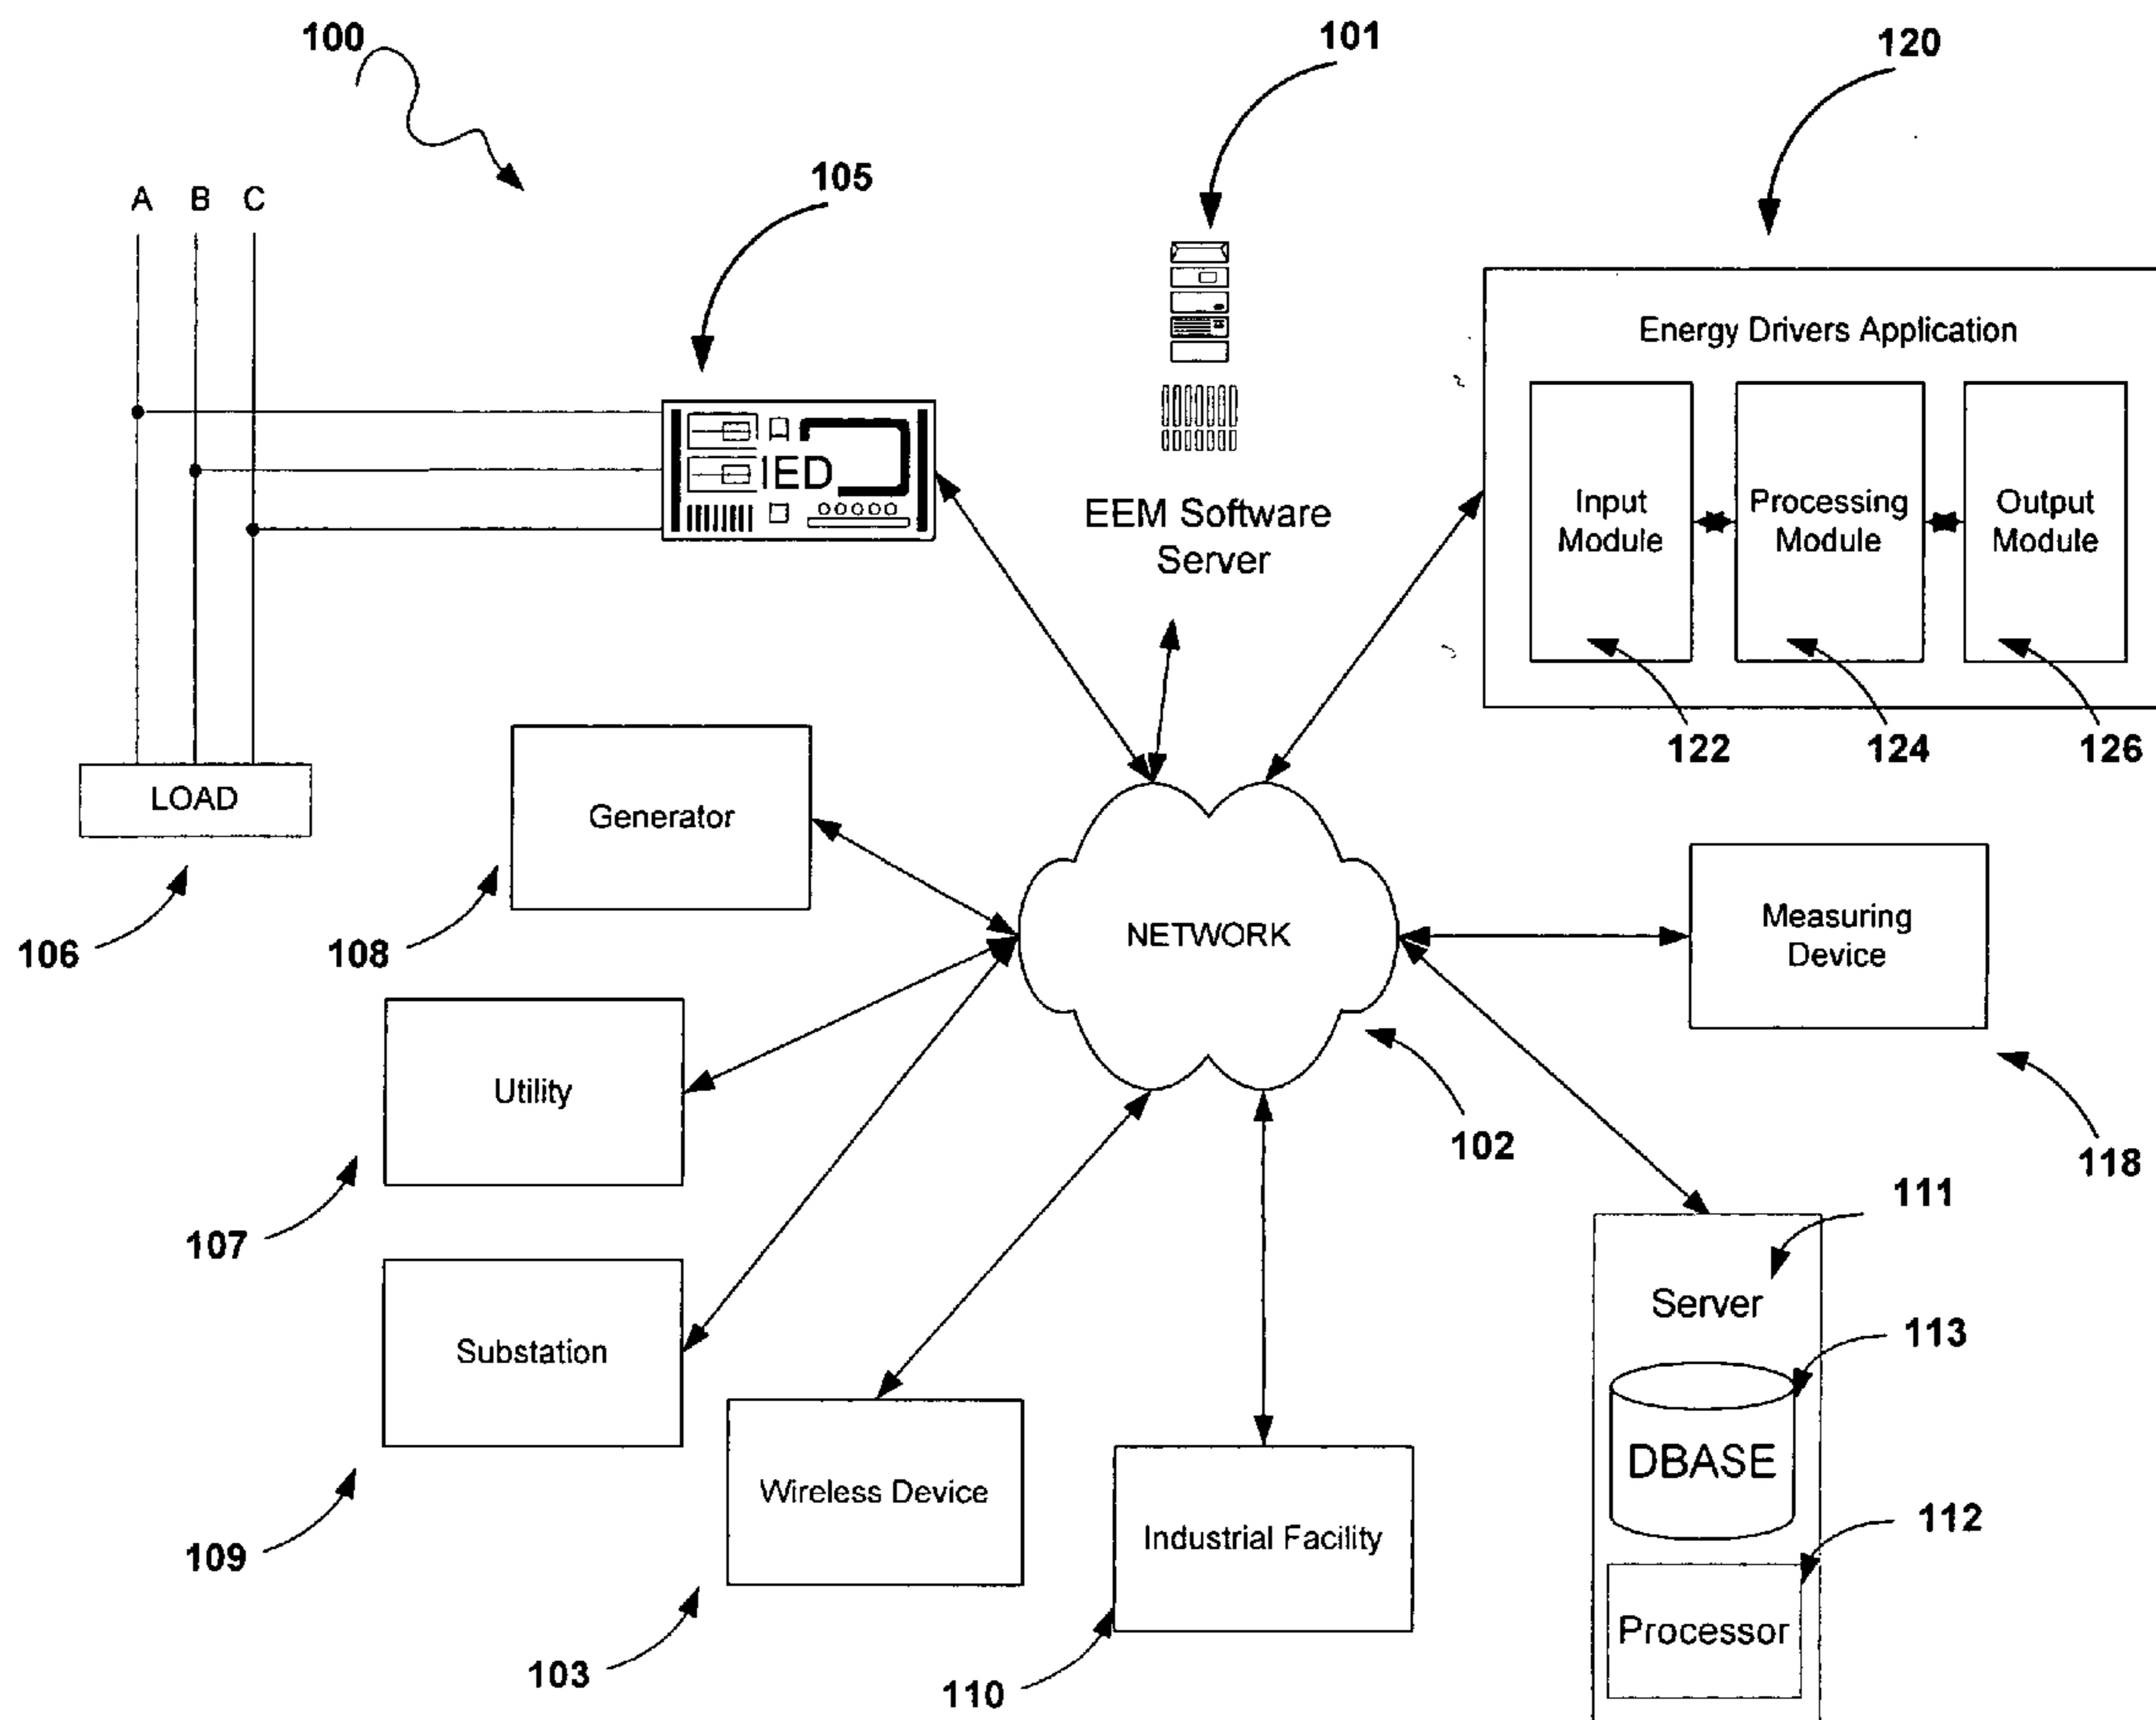 100
101
120
105
A B C
Energy Drivers Application
IED
Input
Module
Processing
Module
Output
Module
EEM Software
Server
122
124
126
LOAD
Generator
106
108
NETWORK
Measuring
Device
102
118
Utility
107
111
Server
113
Substation
DBASE
109
Wireless Device
Industrial Facility
112
Processor
103
110